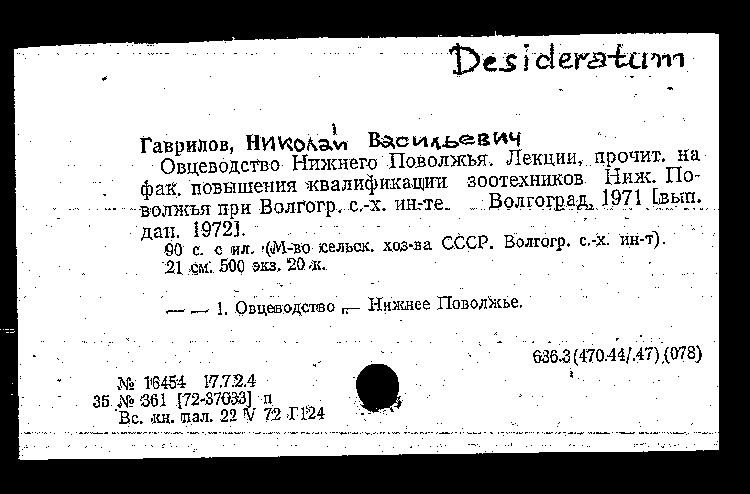 Desideratum
Гаврилов, Николай Васильевич
Овцеводство Нижнего Поволжья. Лекции, прочит. на
фак. повышения квалификации зоотехников Ниж. По-
волжья при Волгогр. с.-х. ин-те. Волгоград, 1971 [вып.
дан. 1972].
90 с. с ил. (М-во сельск. хоз-ва СССР. Волгогр. с.-х. ин-т).
21 см. 500 экз. 20 к.
— — 1. Овцеводство — Нижнее Поволжье.
636.3(470.44/.47)(078)
№ 16454 17.7.2.4
35 № 361 [72-37633] п
Вс. кн. пал. 22 V 72 Г124